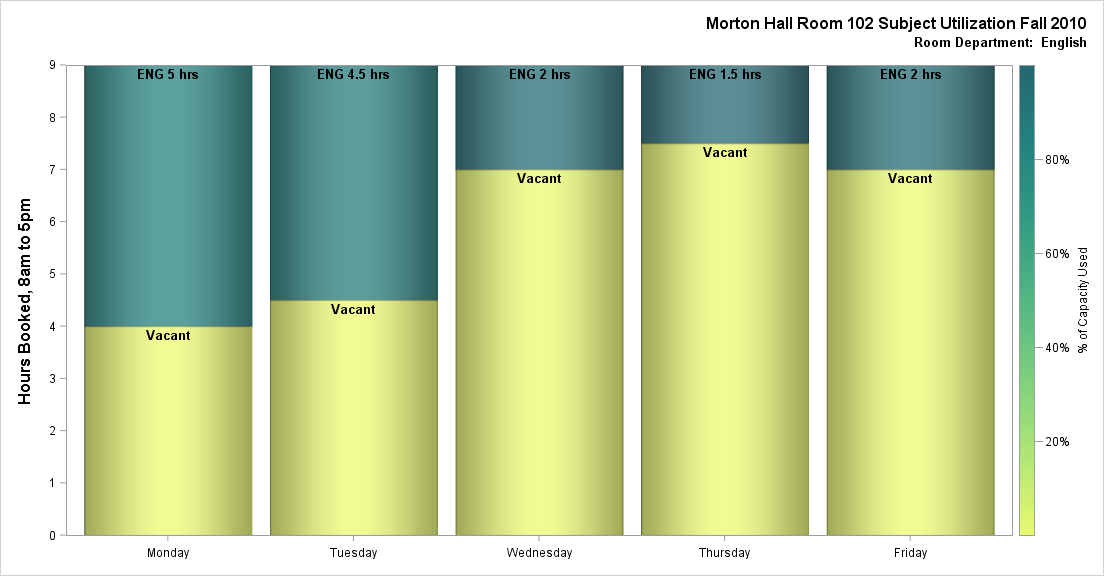 Morton Hall Room 102 Subject Utilization Fall 2010
Room Department: English
Hours Booked, 8am to 5pm
9
8
7
6
5
4
3
2
1
0
ENG 5 hrs
ENG 4.5 hrs
ENG 2 hrs
ENG 1.5 hrs
ENG 2 hrs
Vacant
Vacant
Vacant
Vacant
Vacant
Monday
Tuesday
Wednesday
Thursday
Friday
80%
60%
40%
20%
% of Capacity Used